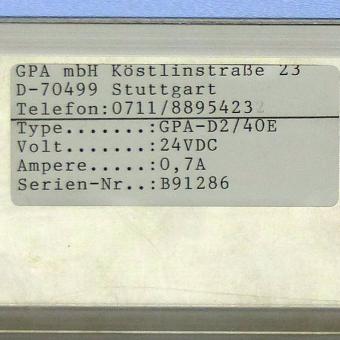 GPA mbH Köstlinstraße 23
D-70499 Stuttgart
Telefon:0711/88954232
Type.......:GPA-D2/40E
Volt.......:24VDC
Ampere.....:0,7A
Serien-Nr..:B91286